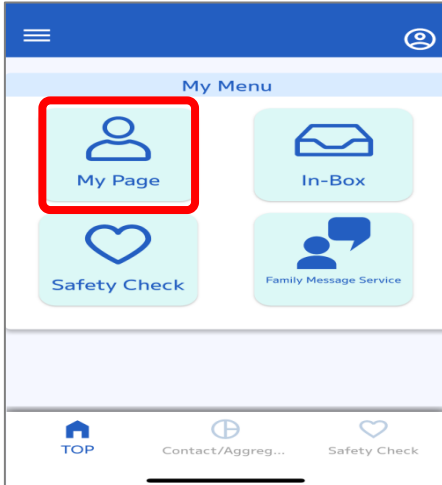 My Menu
My Page
In-Box
Safety Check
Family Message Service
TOP
Contact/Aggreg...
Safety Check